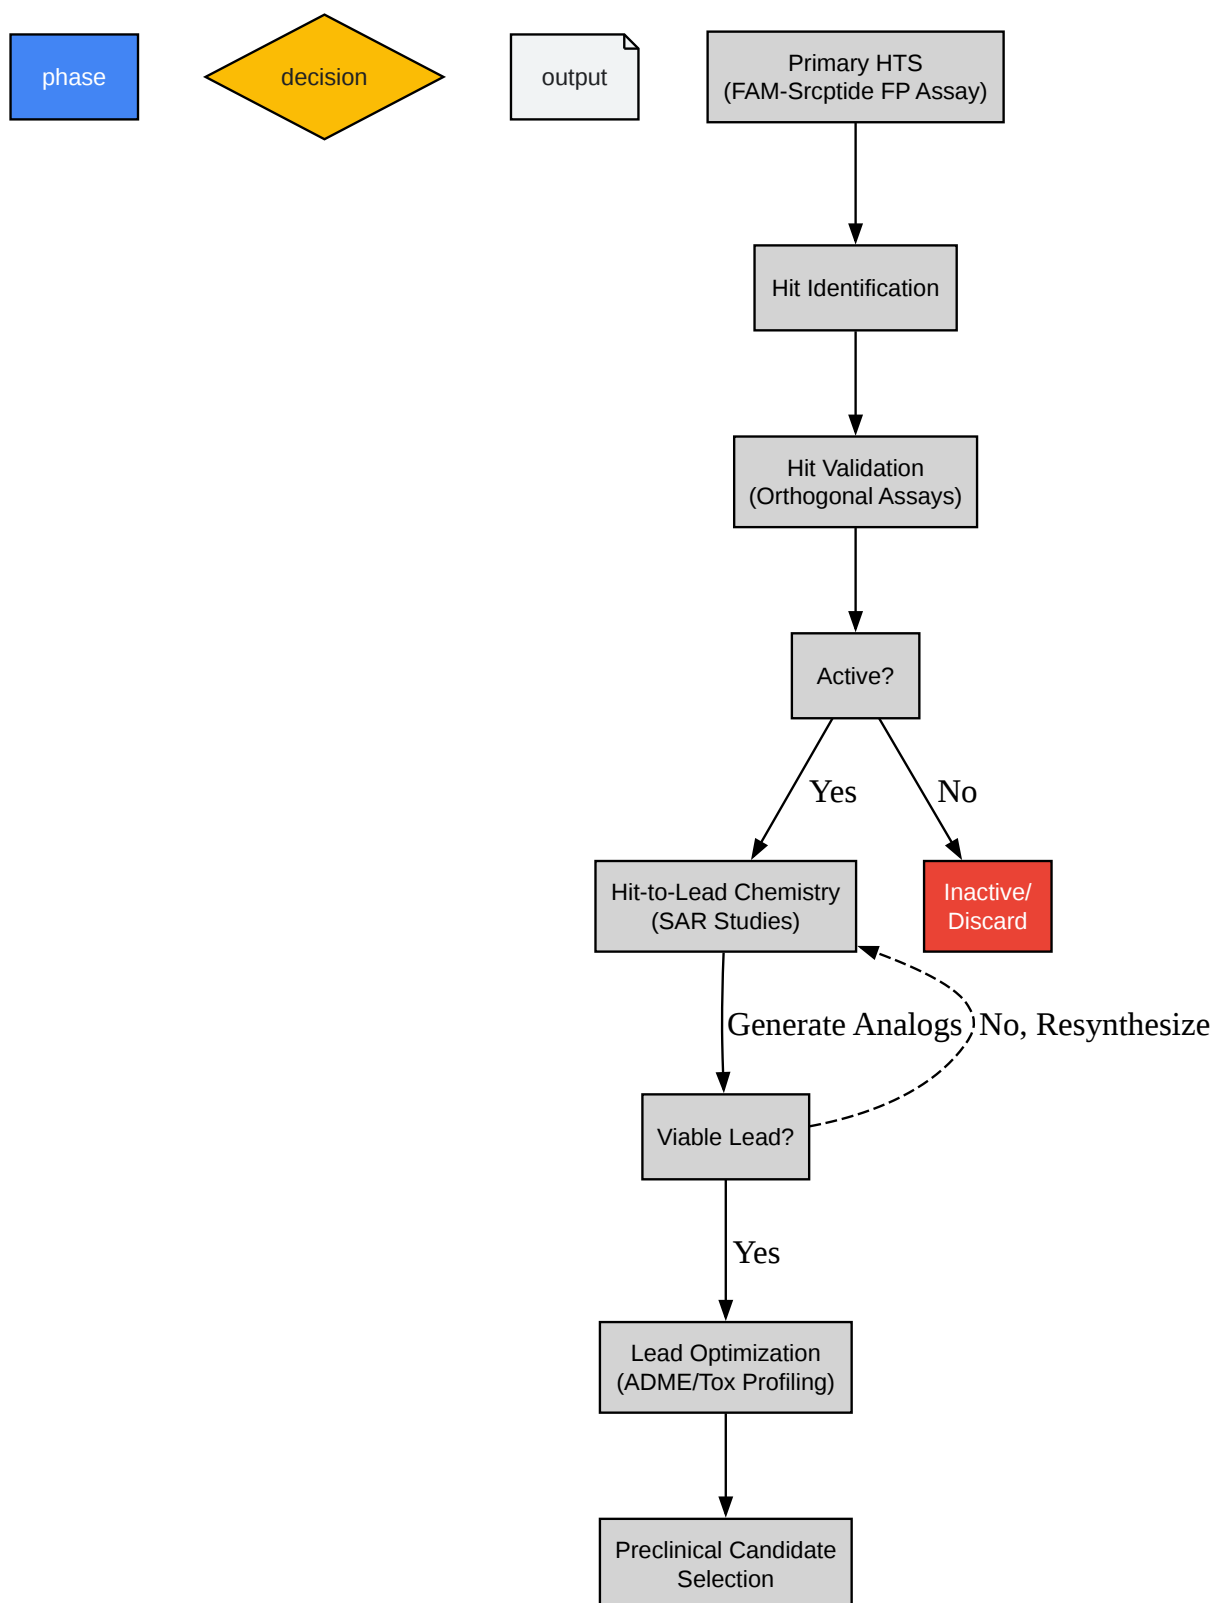 phase
decision
output
Primary HTS
(FAM-Srcptide FP Assay)
Hit Identification
Hit Validation
(Orthogonal Assays)
Active?
Yes
No
Hit-to-Lead Chemistry
(SAR Studies)
Inactive/
Discard
Generate Analogs
No, Resynthesize
Viable Lead?
Yes
Lead Optimization
(ADME/Tox Profiling)
Preclinical Candidate
Selection